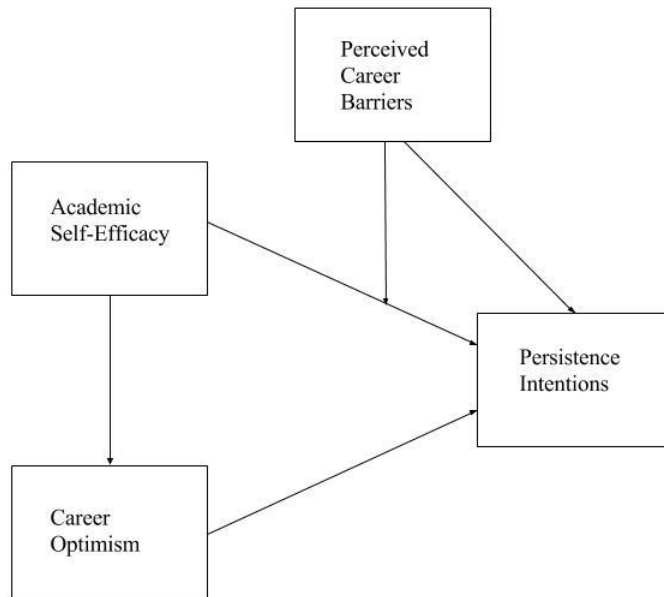 Perceived
Career
Barriers
Academic
Self-Efficacy
Persistence
Intentions
Career
Optimism